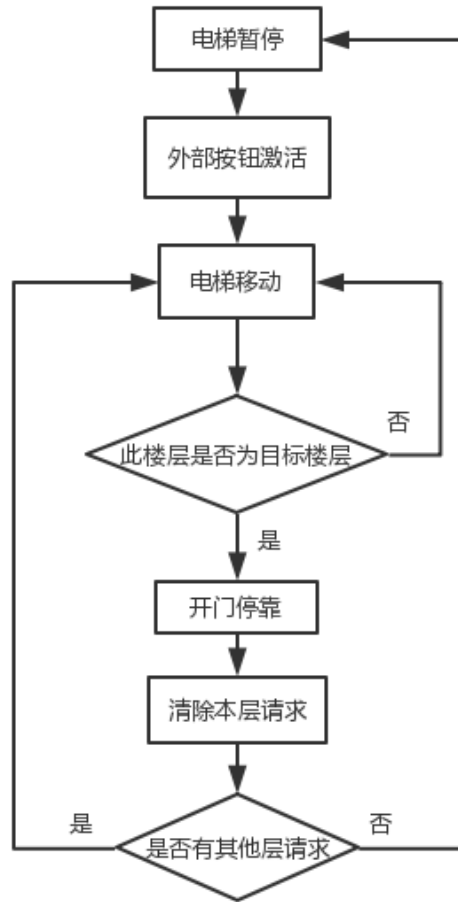 电梯暂停
外部按钮激活
电梯移动
此楼层是否为目标楼层
否
是
开门停靠
清除本层请求
是
否
是否有其他层请求